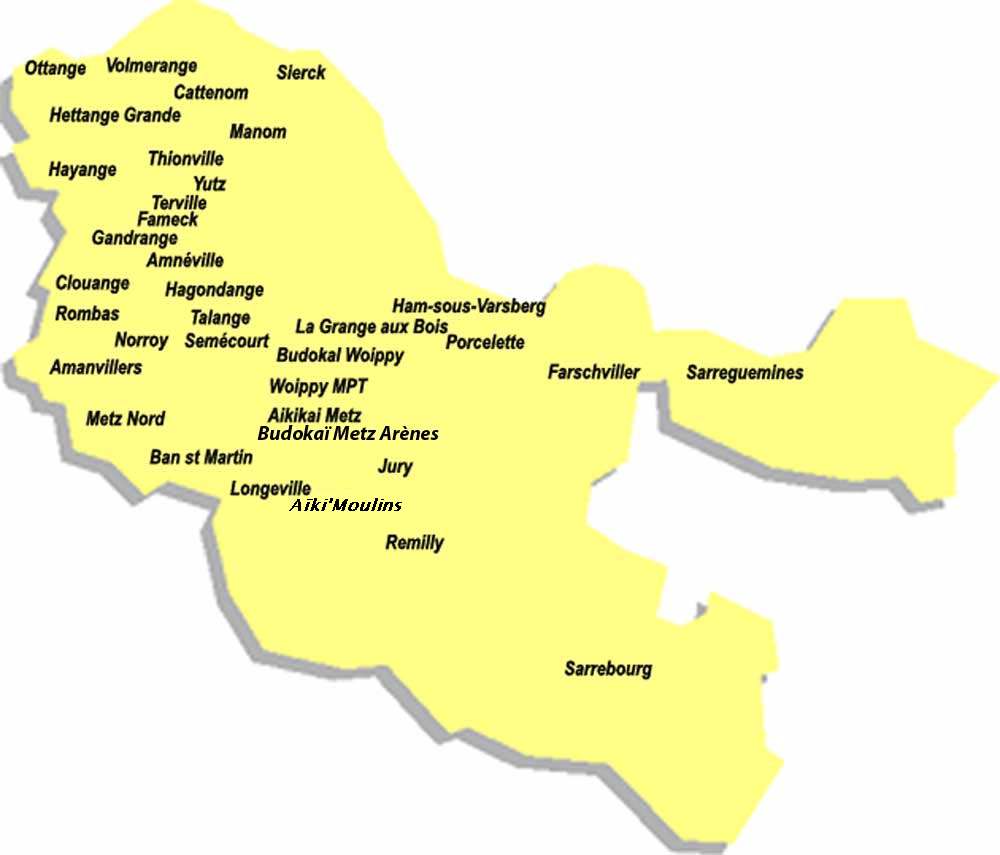 Ottange
Volmerange
Sierck
Cattenom
Hettange Grande
Manom
Thionville
Hayange
Yutz
Terville
Fameck
Gandrange
Amnéville
Clouange
Hagondange
Ham-sous-Varsberg
Rombas
Talange
La Grange aux Bois
Norroy
Semécourt
Porcelette
Budokal Woippy
Amanvillers
Farschviller
Sarreguemines
Woippy MPT
Metz Nord
Aikikai Metz
Budokaï Metz Arènes
Ban st Martin
Jury
Longeville
Aïki'Moulins
Remilly
Sarrebourg